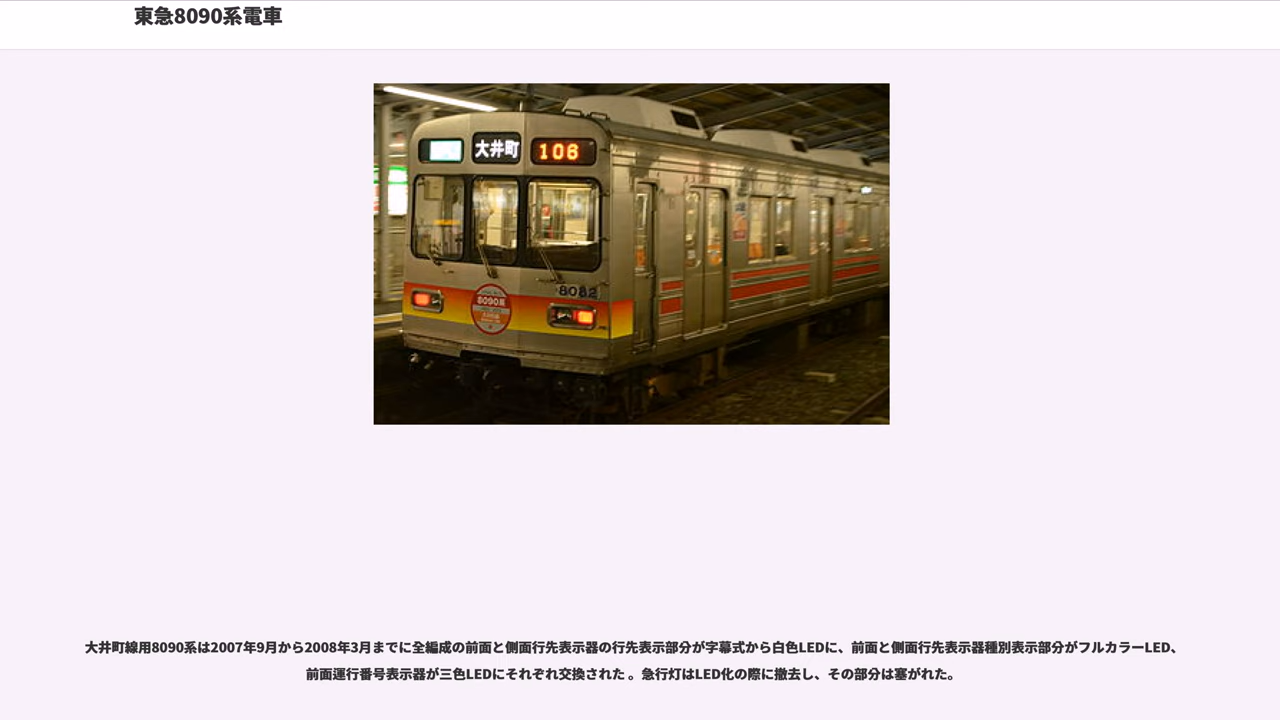 東急8090系電車
大井町
106
8082
8090系
大井町線用8090系は2007年9月から2008年3月までに全編成の前面と側面行先表示器の行先表示部分が字幕式から白色LEDに、前面と側面行先表示器種別表示部分がフルカラーLED、
前面運行番号表示器が三色LEDにそれぞれ交換された 。急行灯はLED化の際に撤去し、その部分は塞がれた。